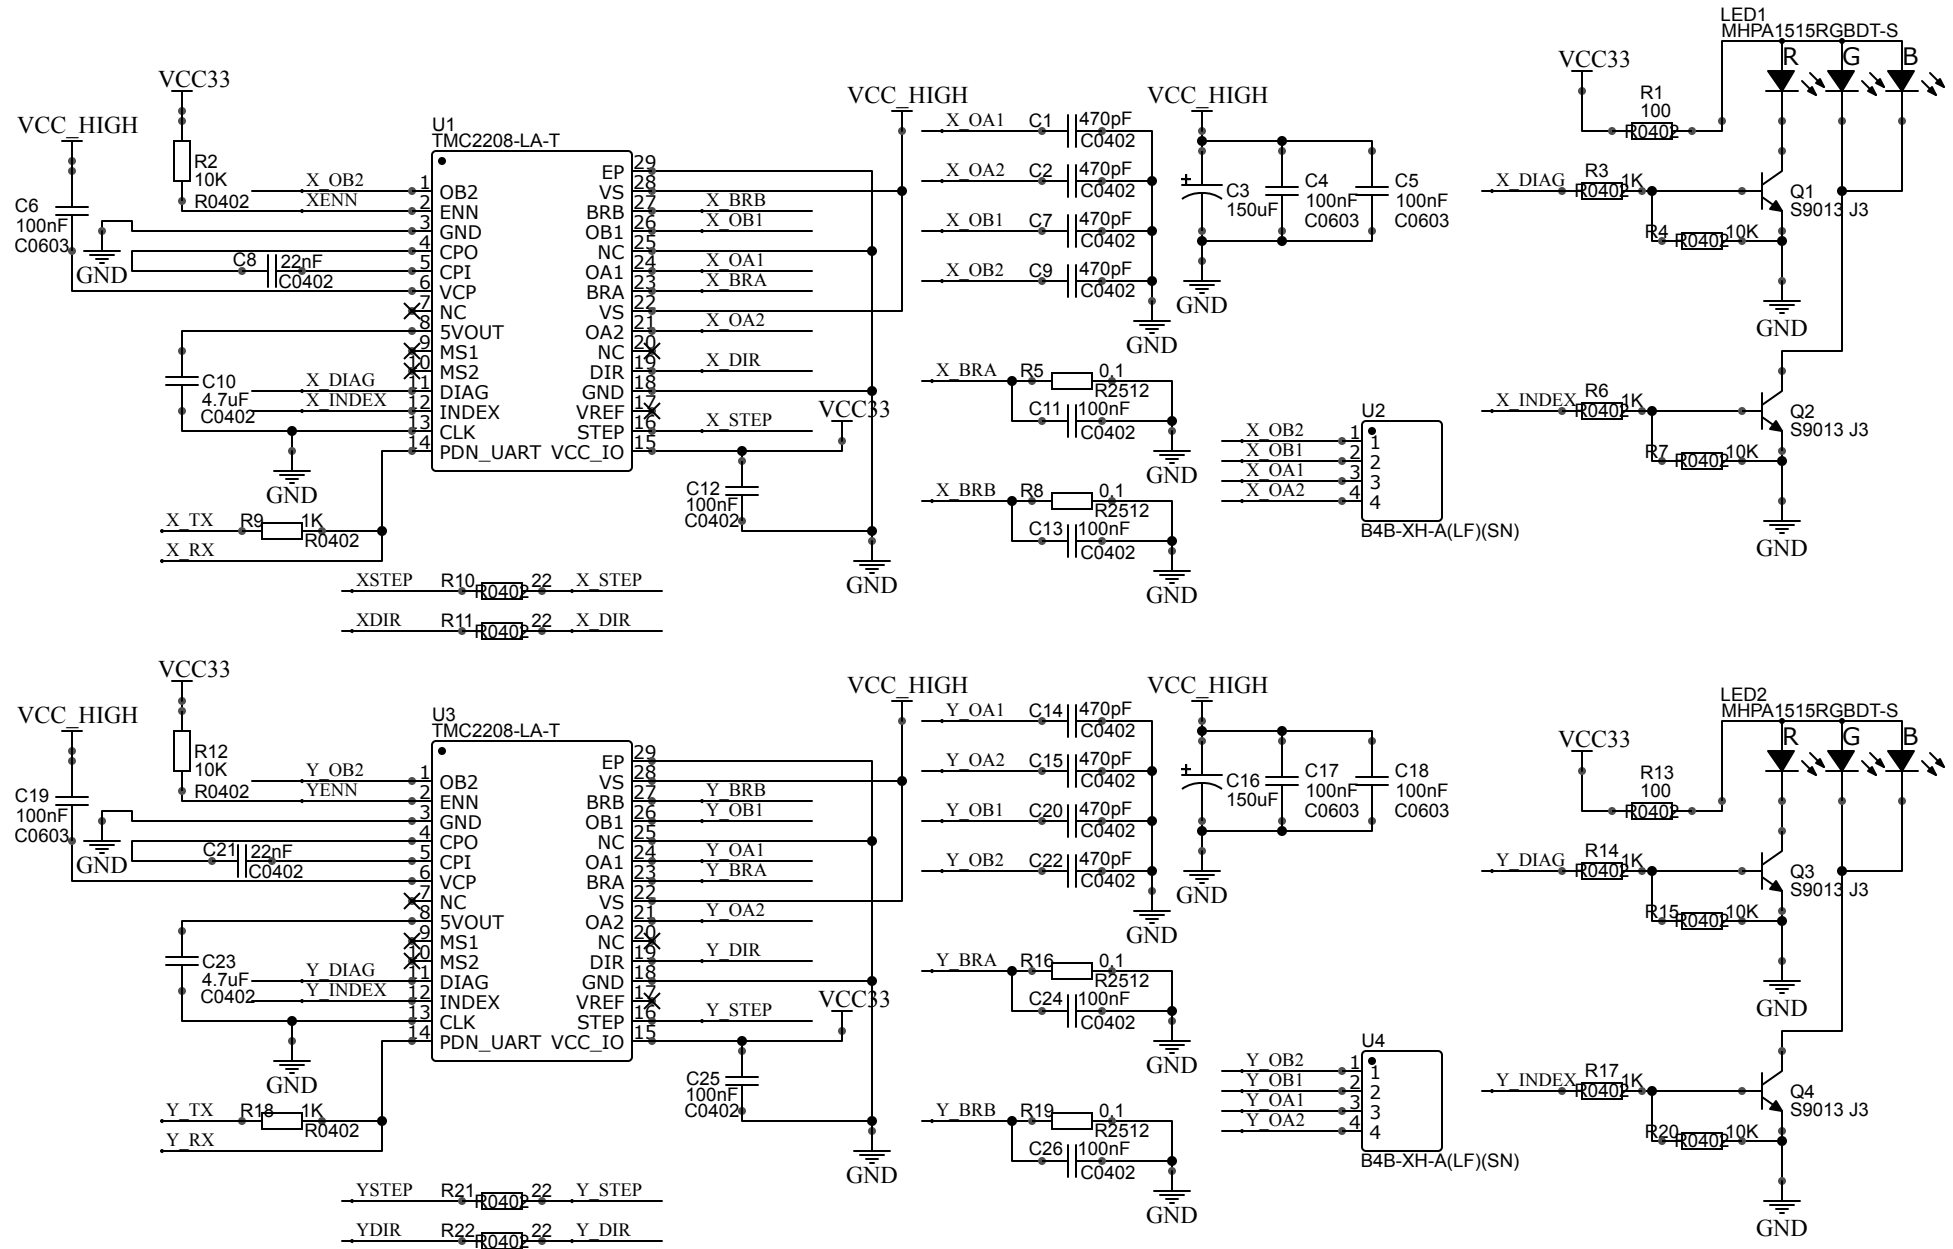 LED1
MHPA1515RGBDT-S
VCC33
R1
100
R0402
R
G
B
X_DIAG
R3
R0402
1K
Q1
S9013 J3
R4
R0402
10K
GND
X_INDEX
R6
R0402
1K
Q2
S9013 J3
R7
R0402
10K
GND
VCC33
VCC_HIGH
R2
10K
R0402
C6
100nF
C0603
GND
C8
22nF
C0402
X_OB2
XENN
C10
4.7uF
C0402
X_DIAG
X_INDEX
GND
X_TX
R9
1K
R0402
X_RX
U1
TMC2208-LA-T
1 OB2
2 ENN
3 GND
4 CPO
5 CPI
6 VCP
7 NC
8 5VOUT
9 MS1
10 MS2
11 DIAG
12 INDEX
13 CLK
14 PDN_UART
EP 29
VS 28
BRB 27
OB1 26
NC 25
OA1 24
BRA 23
VS 22
OA2 21
NC 20
DIR 19
GND 18
VREF 17
STEP 16
VCC_IO 15
X_BRB
X_OB1
X_OA1
X_BRA
X_OA2
X_DIR
X_STEP
VCC33
VCC_HIGH
C12
100nF
C0402
GND
XSTEP R10 R0402 22 X_STEP
XDIR R11 R0402 22 X_DIR
X_OA1 C1 470pF
C0402
X_OA2 C2 470pF
C0402
X_OB1 C7 470pF
C0402
X_OB2 C9 470pF
C0402
GND
VCC_HIGH
C3
150uF
C4
100nF
C0603
C5
100nF
C0603
GND
X_BRA R5 0.1
R2512
C11 100nF
C0402
GND
X_BRB R8 0.1
R2512
C13 100nF
C0402
GND
U2
X_OB2 1 1
X_OB1 2 2
X_OA1 3 3
X_OA2 4 4
B4B-XH-A(LF)(SN)
LED2
MHPA1515RGBDT-S
VCC33
R13
100
R0402
R
G
B
Y_DIAG
R14
R0402
1K
Q3
S9013 J3
R15
R0402
10K
GND
Y_INDEX
R17
R0402
1K
Q4
S9013 J3
R20
R0402
10K
GND
VCC33
VCC_HIGH
R12
10K
R0402
C19
100nF
C0603
GND
C21
22nF
C0402
Y_OB2
YENN
C23
4.7uF
C0402
Y_DIAG
Y_INDEX
GND
Y_TX
R18
1K
R0402
Y_RX
U3
TMC2208-LA-T
1 OB2
2 ENN
3 GND
4 CPO
5 CPI
6 VCP
7 NC
8 5VOUT
9 MS1
10 MS2
11 DIAG
12 INDEX
13 CLK
14 PDN_UART
EP 29
VS 28
BRB 27
OB1 26
NC 25
OA1 24
BRA 23
VS 22
OA2 21
NC 20
DIR 19
GND 18
VREF 17
STEP 16
VCC_IO 15
Y_BRB
Y_OB1
Y_OA1
Y_BRA
Y_OA2
Y_DIR
Y_STEP
VCC33
VCC_HIGH
C25
100nF
C0402
GND
YSTEP R21 R0402 22 Y_STEP
YDIR R22 R0402 22 Y_DIR
Y_OA1 C14 470pF
C0402
Y_OA2 C15 470pF
C0402
Y_OB1 C20 470pF
C0402
Y_OB2 C22 470pF
C0402
GND
VCC_HIGH
C16
150uF
C17
100nF
C0603
C18
100nF
C0603
GND
Y_BRA R16 0.1
R2512
C24 100nF
C0402
GND
Y_BRB R19 0.1
R2512
C26 100nF
C0402
GND
U4
Y_OB2 1 1
Y_OB1 2 2
Y_OA1 3 3
Y_OA2 4 4
B4B-XH-A(LF)(SN)